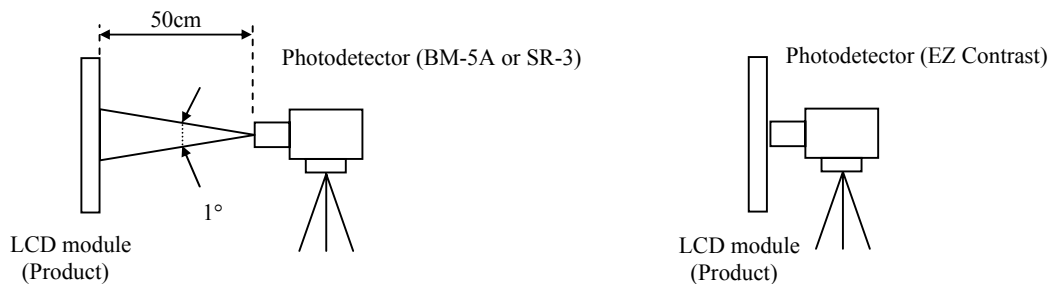 50cm
Photodetector (BM-5A or SR-3)
1°
LCD module
(Product)
Photodetector (EZ Contrast)
LCD module
(Product)